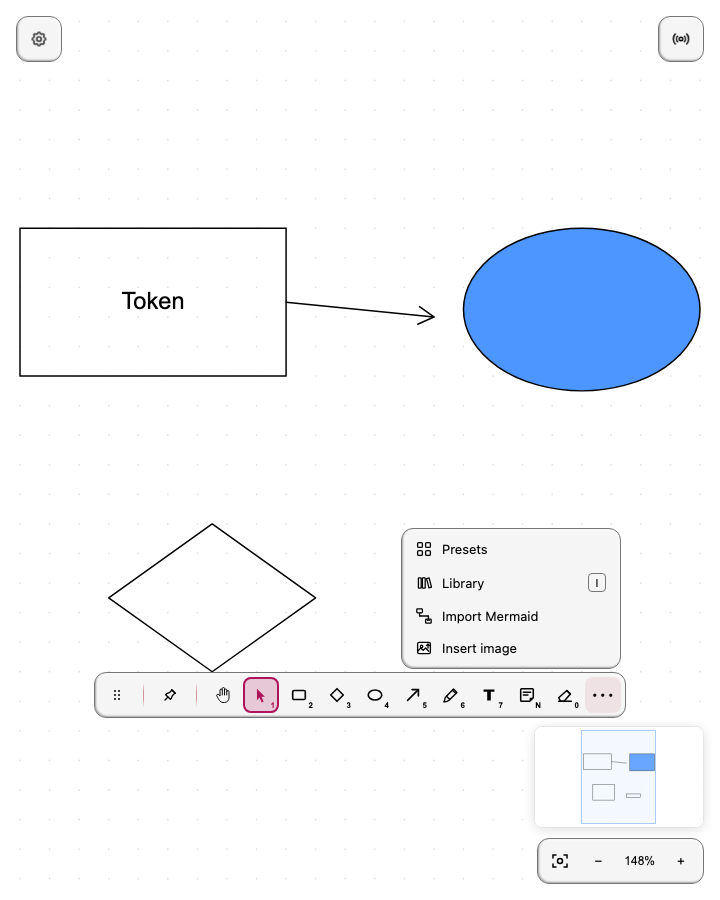 Token
Presets
Library I
Import Mermaid
Insert image
1 2 3 4 5 6 7 N 0
148%